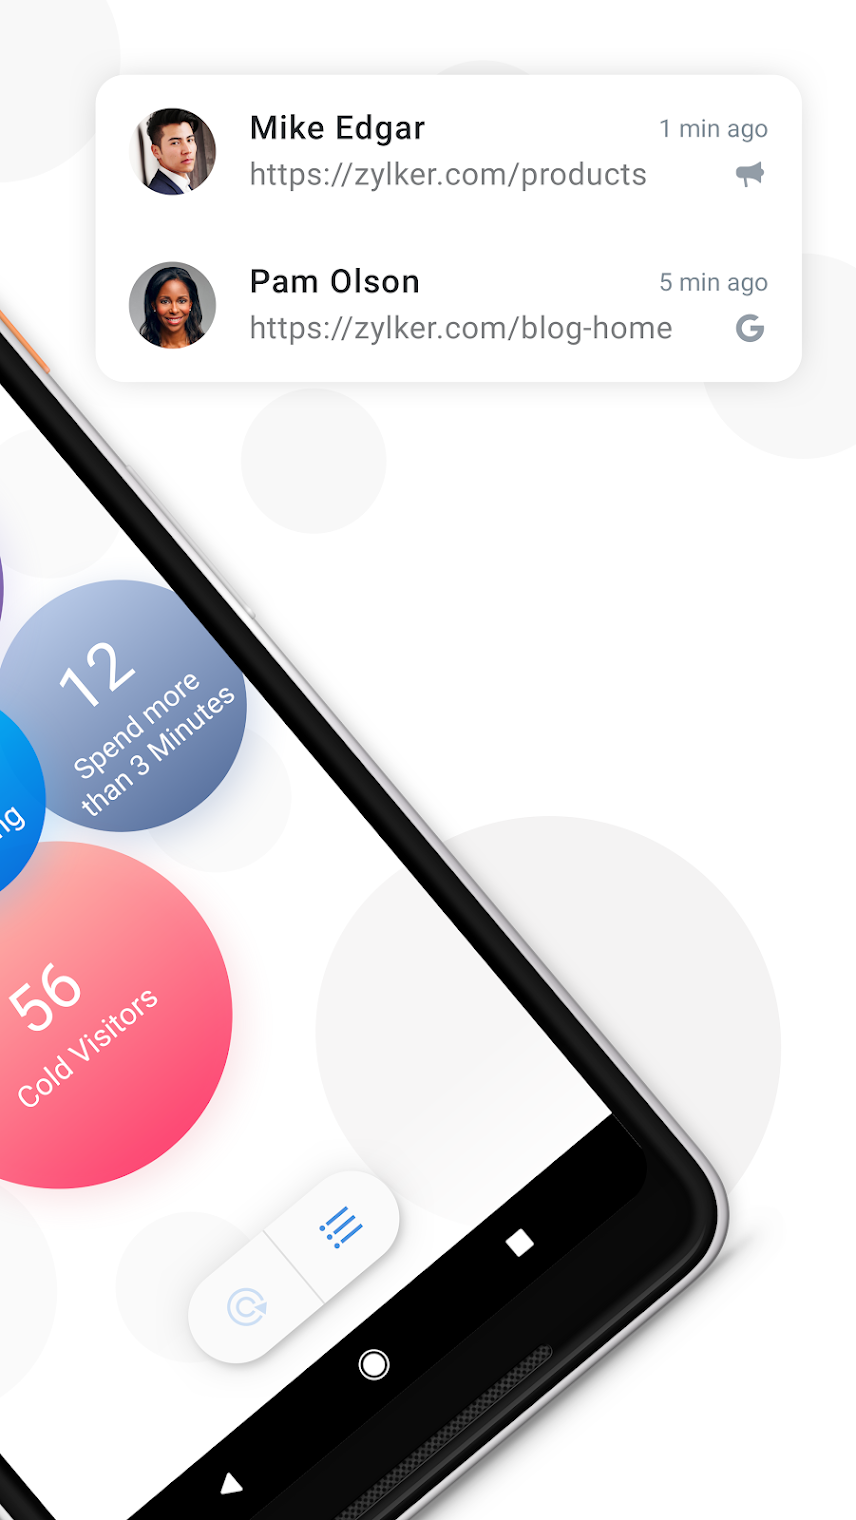 Mike Edgar
1 min ago
https://zylker.com/products
Pam Olson
5 min ago
https://zylker.com/blog-home
12
Spend more
than 3 Minutes
56
Cold Visitors